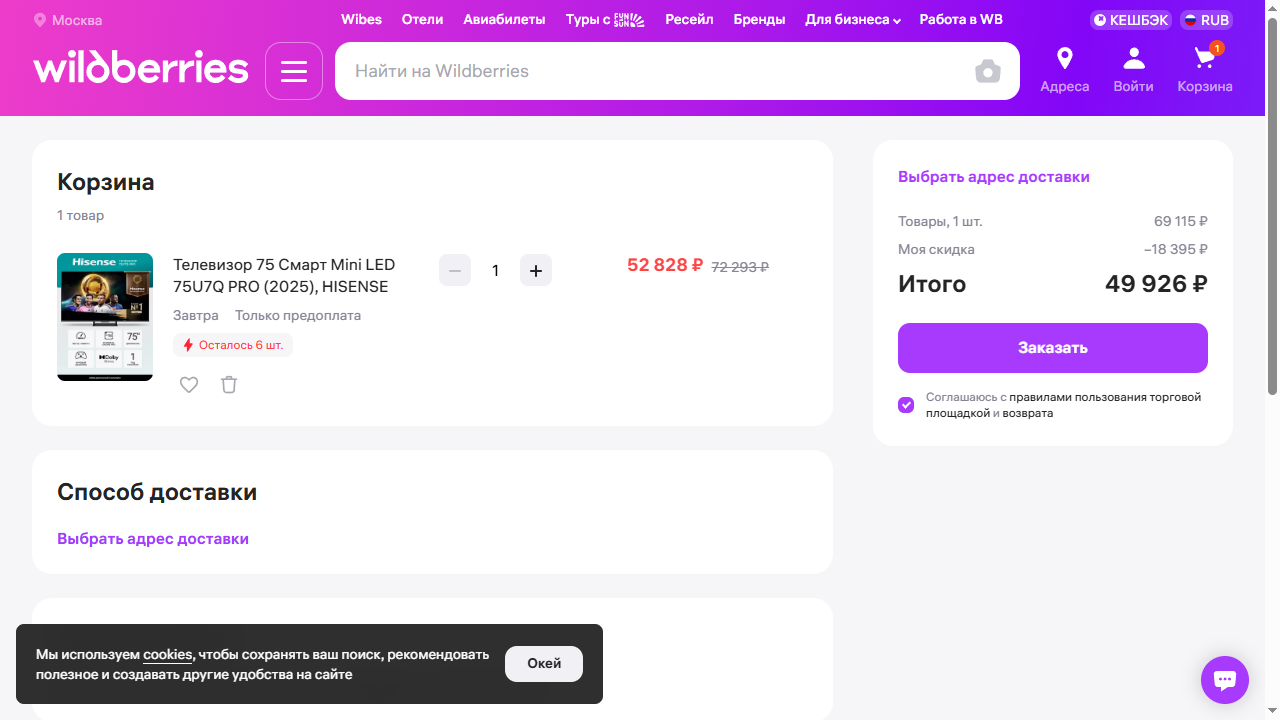 Москва
Wibes Отели Авиабилеты Туры с FUN&SUN Ресейл Бренды Для бизнеса Работа в WB
КЕШБЭК RUB
wildberries
Найти на Wildberries
Адреса Войти 1 Корзина
Корзина
1 товар
Hisense
75"
Dolby
1
Телевизор 75 Смарт Mini LED
75U7Q PRO (2025), HISENSE
Завтра Только предоплата
Осталось 6 шт.
1
52 828 ₽ 72 293 ₽
Выбрать адрес доставки
Товары, 1 шт. 69 115 ₽
Моя скидка −18 395 ₽
Итого 49 926 ₽
Заказать
Соглашаюсь с правилами пользования торговой
площадкой и возврата
Способ доставки
Выбрать адрес доставки
Мы используем cookies, чтобы сохранять ваш поиск, рекомендовать
полезное и создавать другие удобства на сайте
Окей